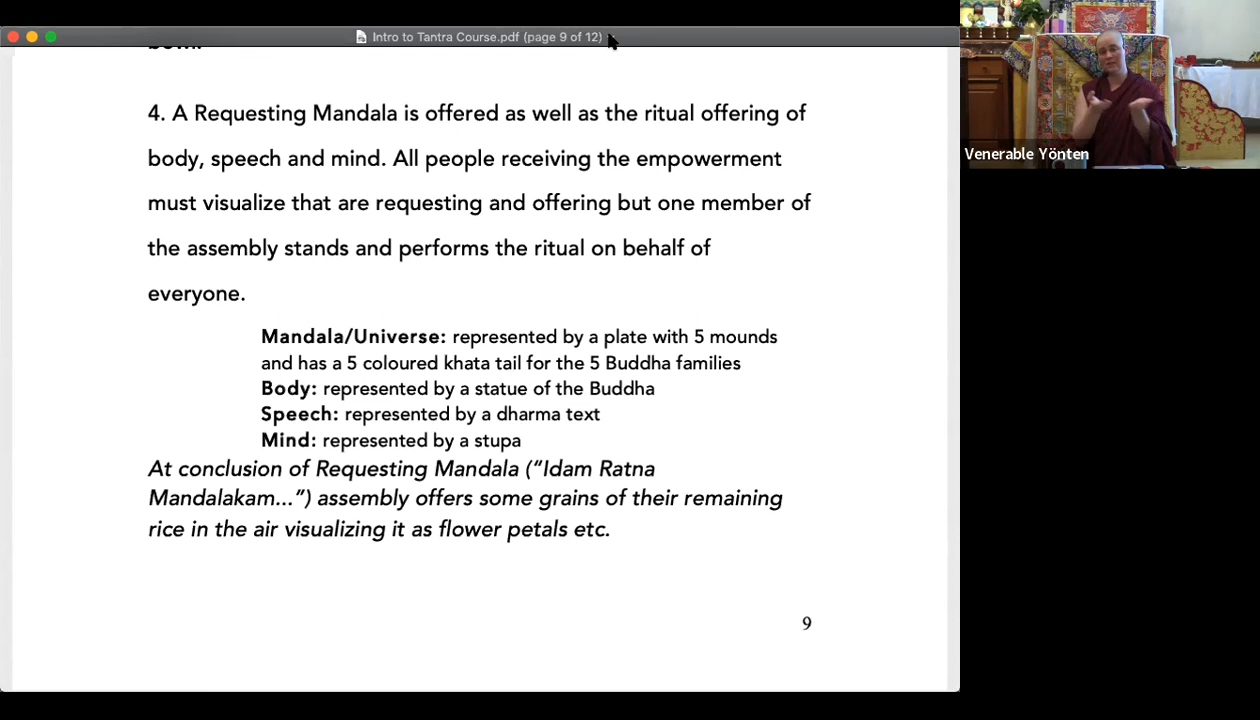 Intro to Tantra Course.pdf (page 9 of 12)
4. A Requesting Mandala is offered as well as the ritual offering of
body, speech and mind. All people receiving the empowerment
must visualize that are requesting and offering but one member of
the assembly stands and performs the ritual on behalf of
everyone.
Mandala/Universe: represented by a plate with 5 mounds
and has a 5 coloured khata tail for the 5 Buddha families
Body: represented by a statue of the Buddha
Speech: represented by a dharma text
Mind: represented by a stupa
At conclusion of Requesting Mandala (“Idam Ratna
Mandalakam...”) assembly offers some grains of their remaining
rice in the air visualizing it as flower petals etc.
9
Venerable Yönten